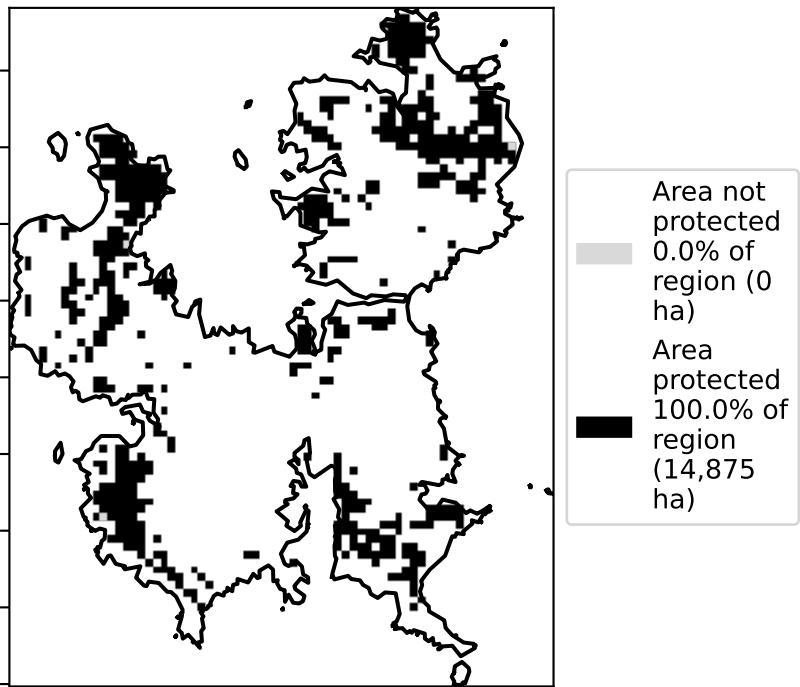 Area not
protected
0.0% of
region (0
ha)
Area
protected
100.0% of
region
(14,875
ha)